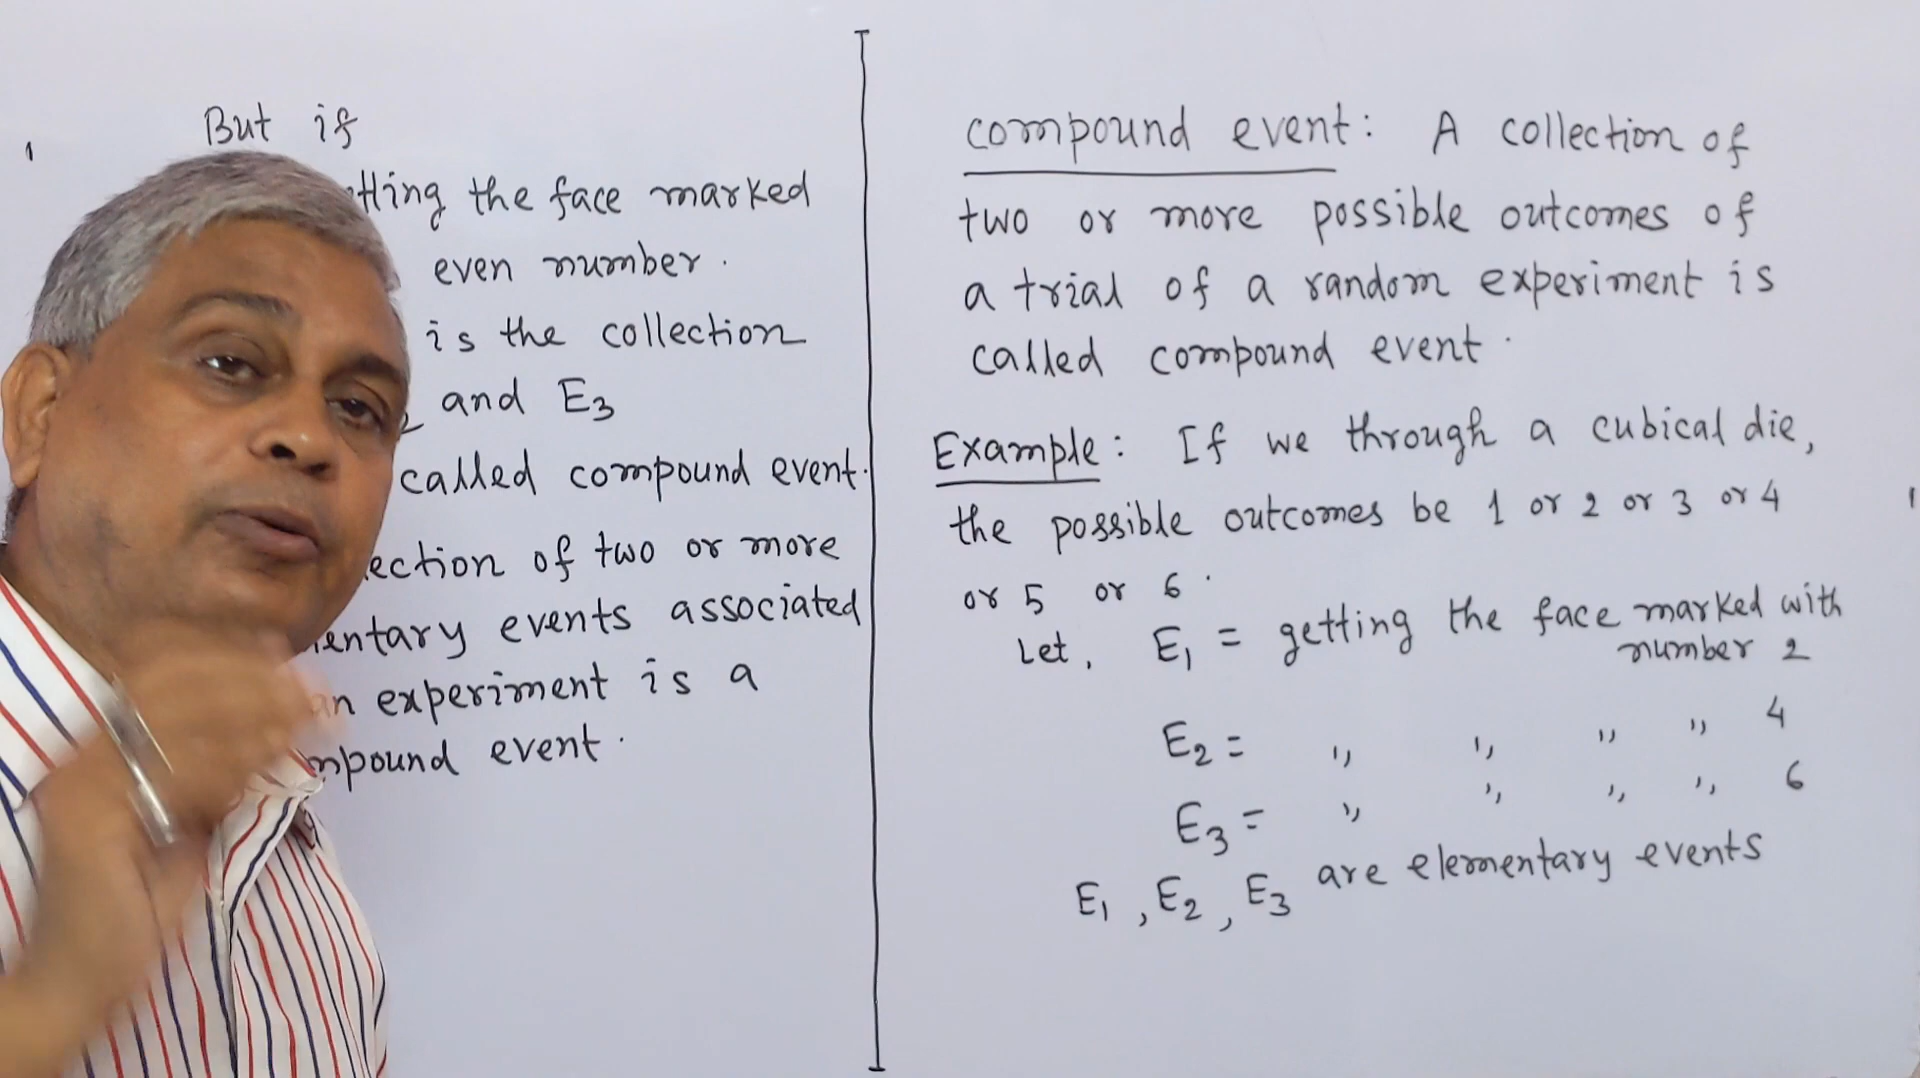 But if
the face marked
even number.
is the collection
and E3
called compound event.
of two or more
events associated
experiment is a
event.
compound event: A collection of
two or more possible outcomes of
a trial of a random experiment is
called compound event.
Example: If we through a cubical die,
the possible outcomes be 1 or 2 or 3 or 4
or 5 or 6.
Let, E1 = getting the face marked with
number 2
E2 = ,, ,, ,, ,, 4
E3 = ,, ,, ,, ,, 6
E1, E2, E3 are elementary events